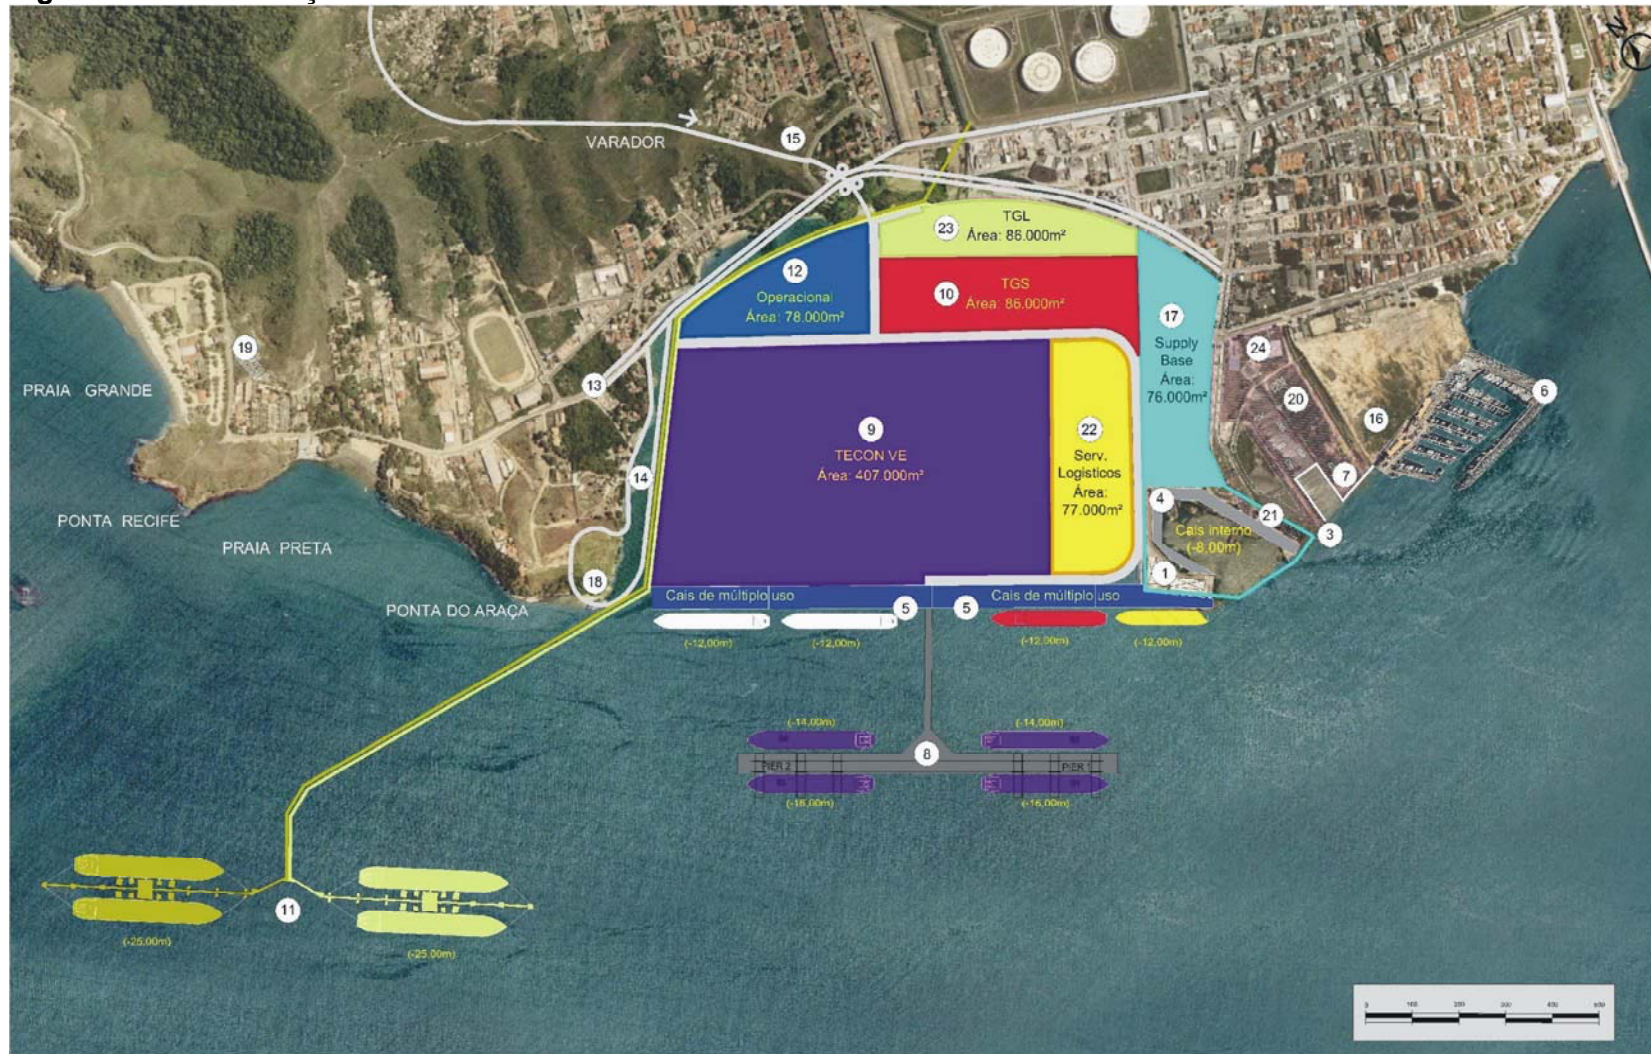 N
VARADOR
15
23
TGL
Área: 86.000m²
12
Operacional
Área: 78.000m²
10
TGS
Área: 86.000m²
17
Supply
Base
Área:
76.000m²
24
20
16
6
7
3
19
PRAIA GRANDE
13
9
TECON VE
Área: 407.000m²
22
Serv.
Logísticos
Área:
77.000m²
14
4
21
Cais interno
(-8,00m)
1
PONTA RECIFE
PRAIA PRETA
18
PONTA DO ARAÇA
Cais de múltiplo uso
5
5
Cais de múltiplo uso
(-12,00m)
(-12,00m)
(-12,00m)
(-12,00m)
(-14,00m)
(-14,00m)
8
PIER 2
PIER 1
(-16,00m)
(-16,00m)
11
(-25,00m)
(-25,00m)